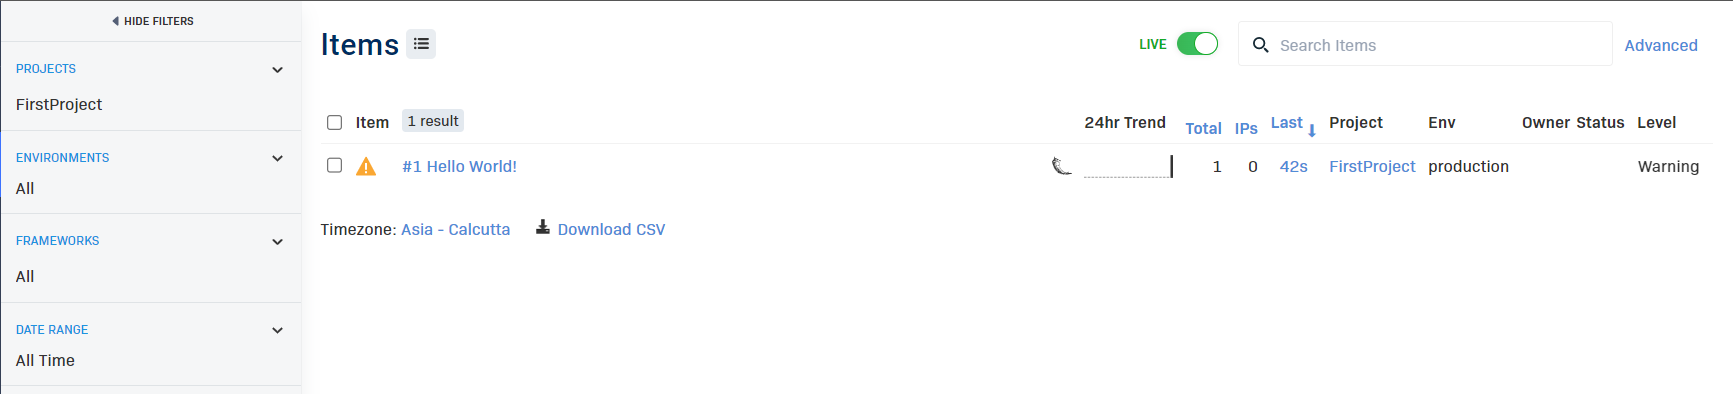 HIDE FILTERS
PROJECTS
FirstProject
ENVIRONMENTS
All
FRAMEWORKS
All
DATE RANGE
All Time
Items
LIVE
Search Items
Advanced
Item 1 result 24hr Trend Total IPs Last Project Env Owner Status Level
#1 Hello World! 1 0 42s FirstProject production Warning
Timezone: Asia - Calcutta Download CSV